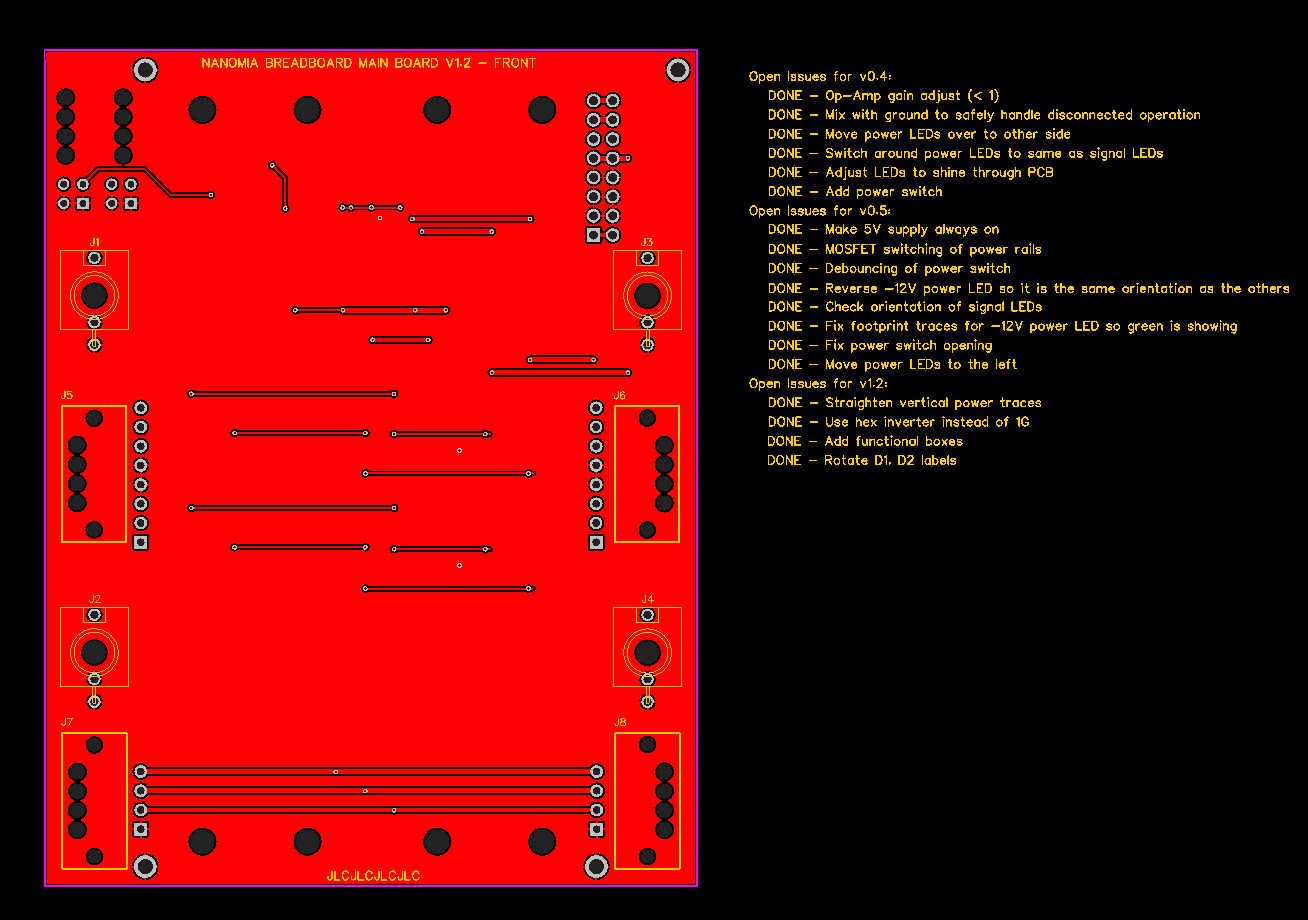 NANOMIA BREADBOARD MAIN BOARD V1.2 - FRONT
J1
J3
J5
J6
J2
J4
J7
J8
JLCJLCJLCJLC
Open Issues for v0.4:
DONE - Op-Amp gain adjust (< 1)
DONE - Mix with ground to safely handle disconnected operation
DONE - Move power LEDs over to other side
DONE - Switch around power LEDs to same as signal LEDs
DONE - Adjust LEDs to shine through PCB
DONE - Add power switch
Open Issues for v0.5:
DONE - Make 5V supply always on
DONE - MOSFET switching of power rails
DONE - Debouncing of power switch
DONE - Reverse -12V power LED so it is the same orientation as the others
DONE - Check orientation of signal LEDs
DONE - Fix footprint traces for -12V power LED so green is showing
DONE - Fix power switch opening
DONE - Move power LEDs to the left
Open Issues for v1.2:
DONE - Straighten vertical power traces
DONE - Use hex inverter instead of 1G
DONE - Add functional boxes
DONE - Rotate D1, D2 labels